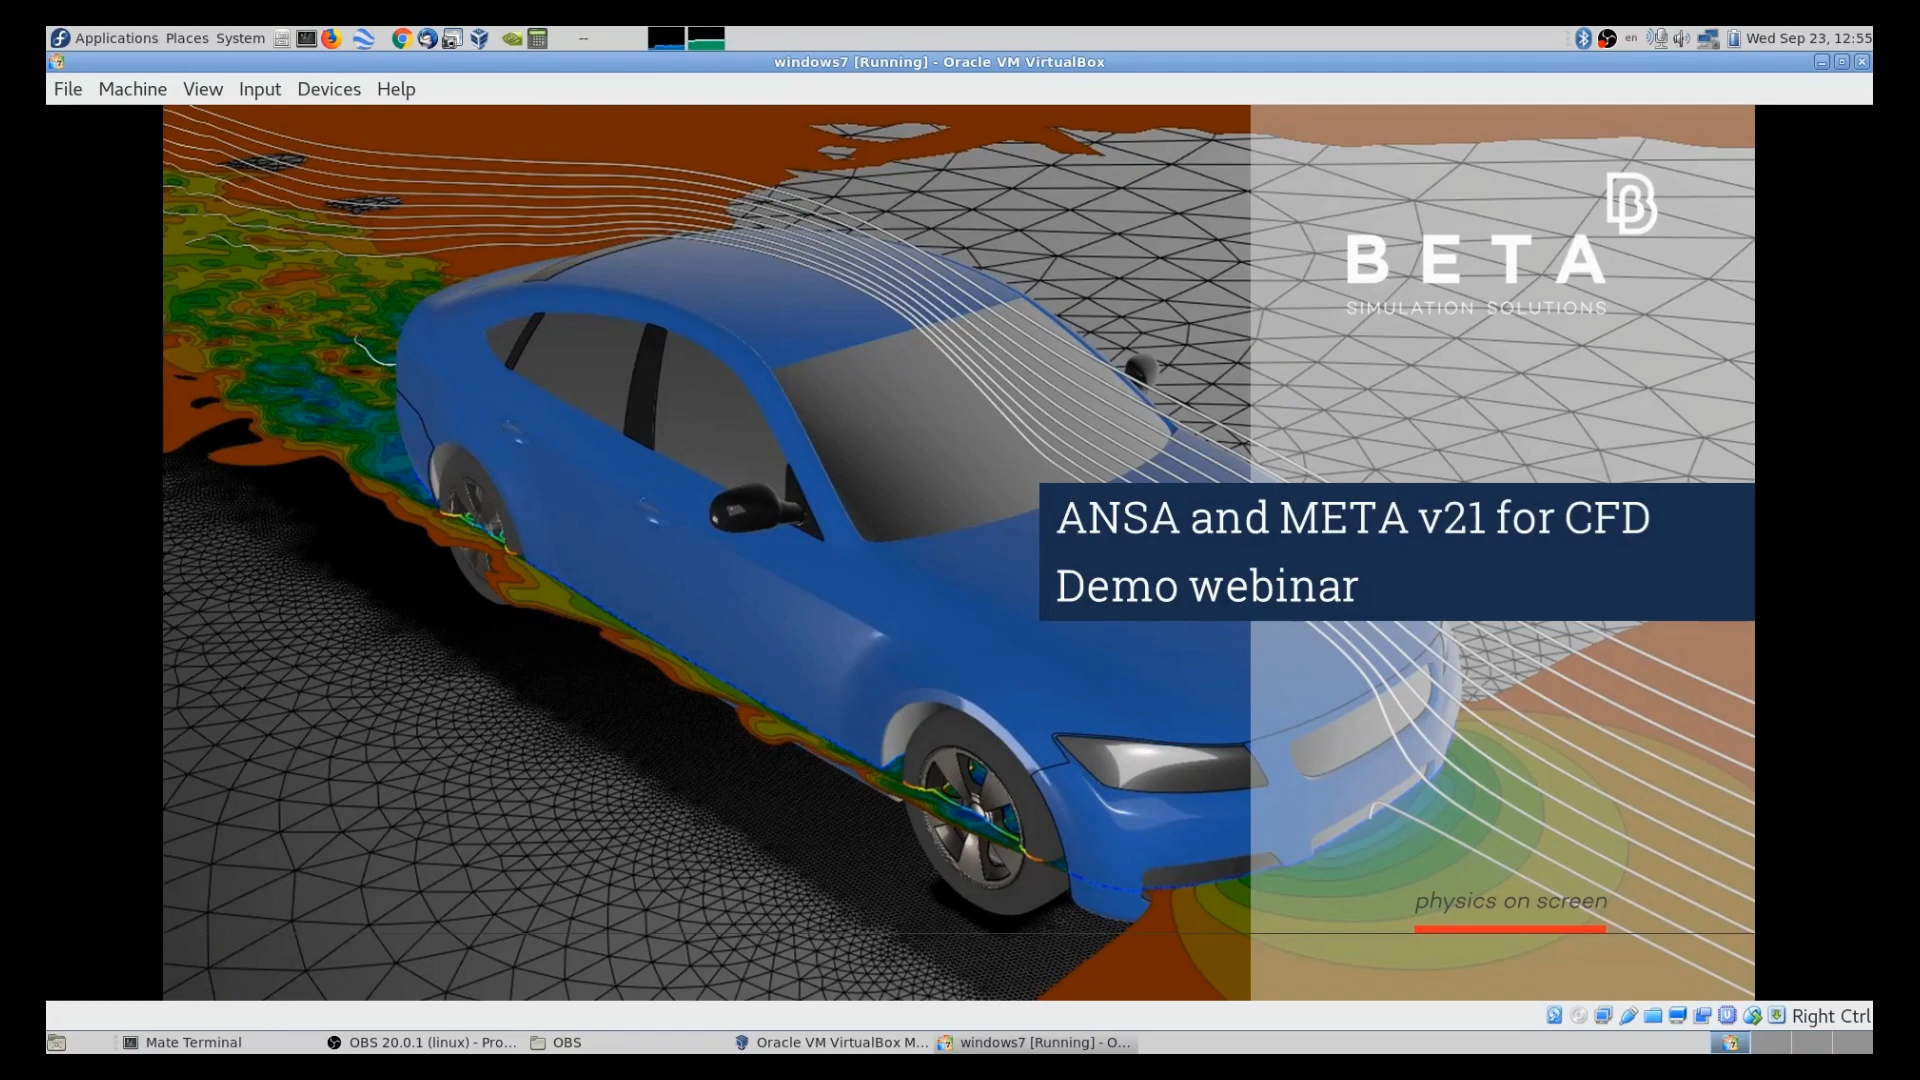 Applications Places System
--
en
Wed Sep 23, 12:55
windows7 [Running] - Oracle VM VirtualBox
File Machine View Input Devices Help
BETA
SIMULATION SOLUTIONS
ANSA and META v21 for CFD
Demo webinar
physics on screen
Right Ctrl
Mate Terminal
OBS 20.0.1 (linux) - Pro...
OBS
Oracle VM VirtualBox M...
windows7 [Running] - O...